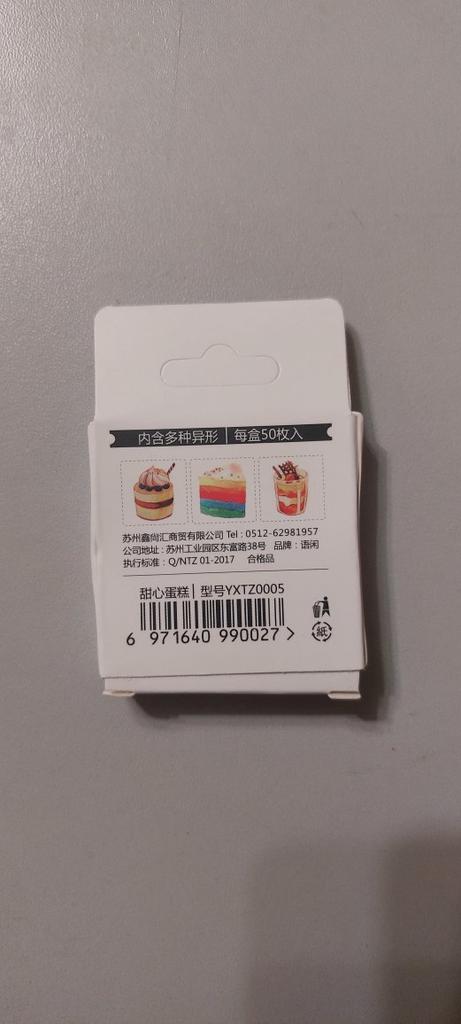 内含多种异形 | 每盒50枚入
苏州鑫尚汇商贸有限公司 Tel : 0512-62981957
公司地址 : 苏州工业园区东富路38号 品牌 : 语闲
执行标准 : Q/NTZ 01-2017 合格品
甜心蛋糕 | 型号YXTZ0005
6 971640 990027 >
紙